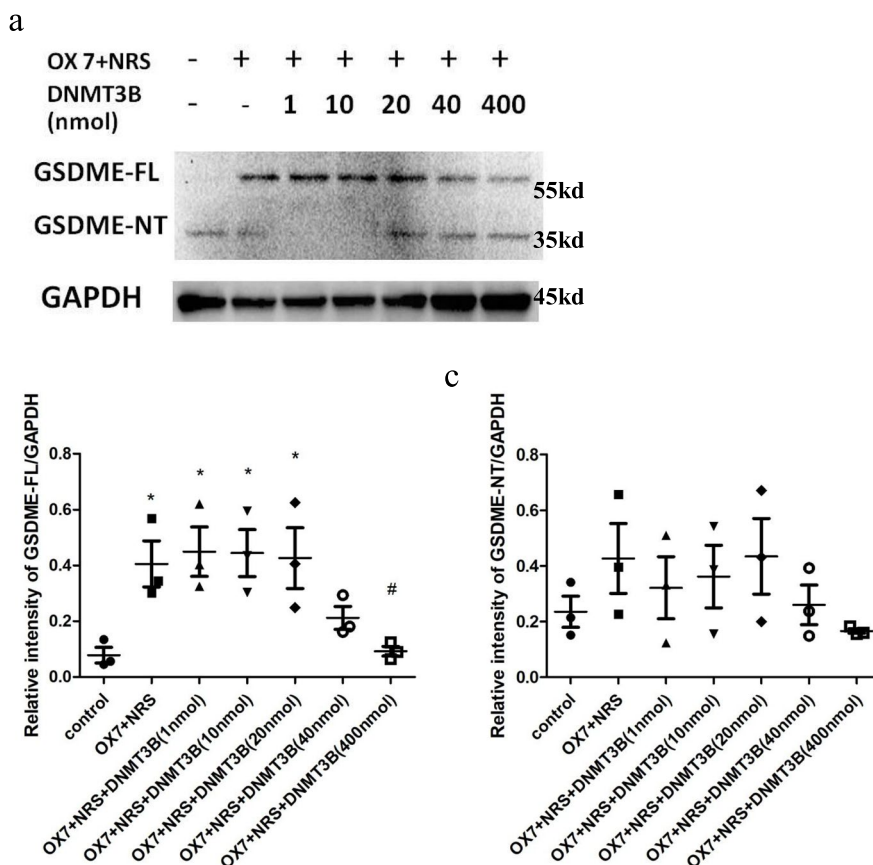 a
OX 7+NRS - + + + + + +
DNMT3B - - 1 10 20 40 400
(nmol)
GSDME-FL
55kd
GSDME-NT
35kd
GAPDH
45kd
Relative intensity of GSDME-FL/GAPDH
0.8
0.6
0.4
0.2
0.0
* * * * #
control
OX7+NRS
OX7+NRS+DNMT3B(1nmol)
OX7+NRS+DNMT3B(10nmol)
OX7+NRS+DNMT3B(20nmol)
OX7+NRS+DNMT3B(40nmol)
OX7+NRS+DNMT3B(400nmol)
c
Relative intensity of GSDME-NT/GAPDH
0.8
0.6
0.4
0.2
0.0
control
OX7+NRS
OX7+NRS+DNMT3B(1nmol)
OX7+NRS+DNMT3B(10nmol)
OX7+NRS+DNMT3B(20nmol)
OX7+NRS+DNMT3B(40nmol)
OX7+NRS+DNMT3B(400nmol)